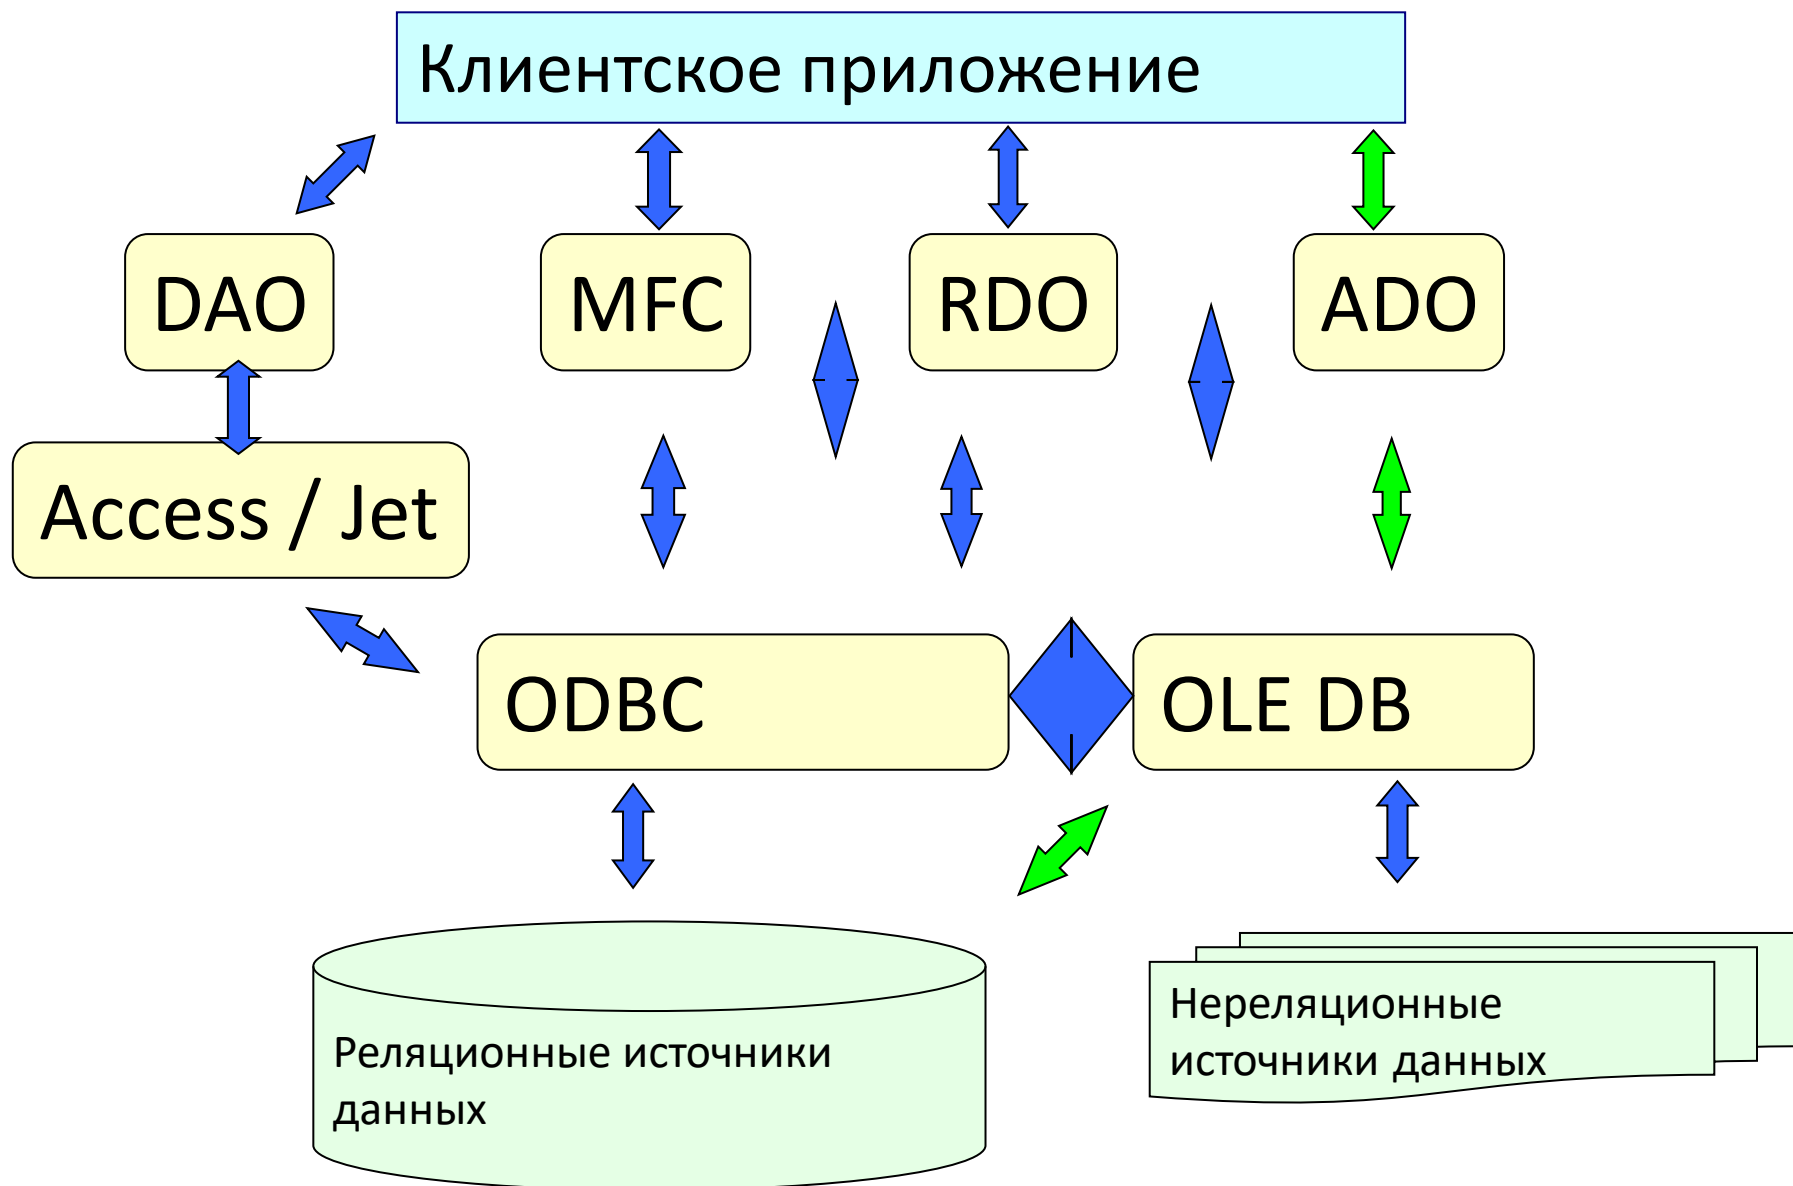 Клиентское приложение
DAO
MFC
RDO
ADO
Access / Jet
ODBC
OLE DB
Реляционные источники
данных
Нереляционные
источники данных